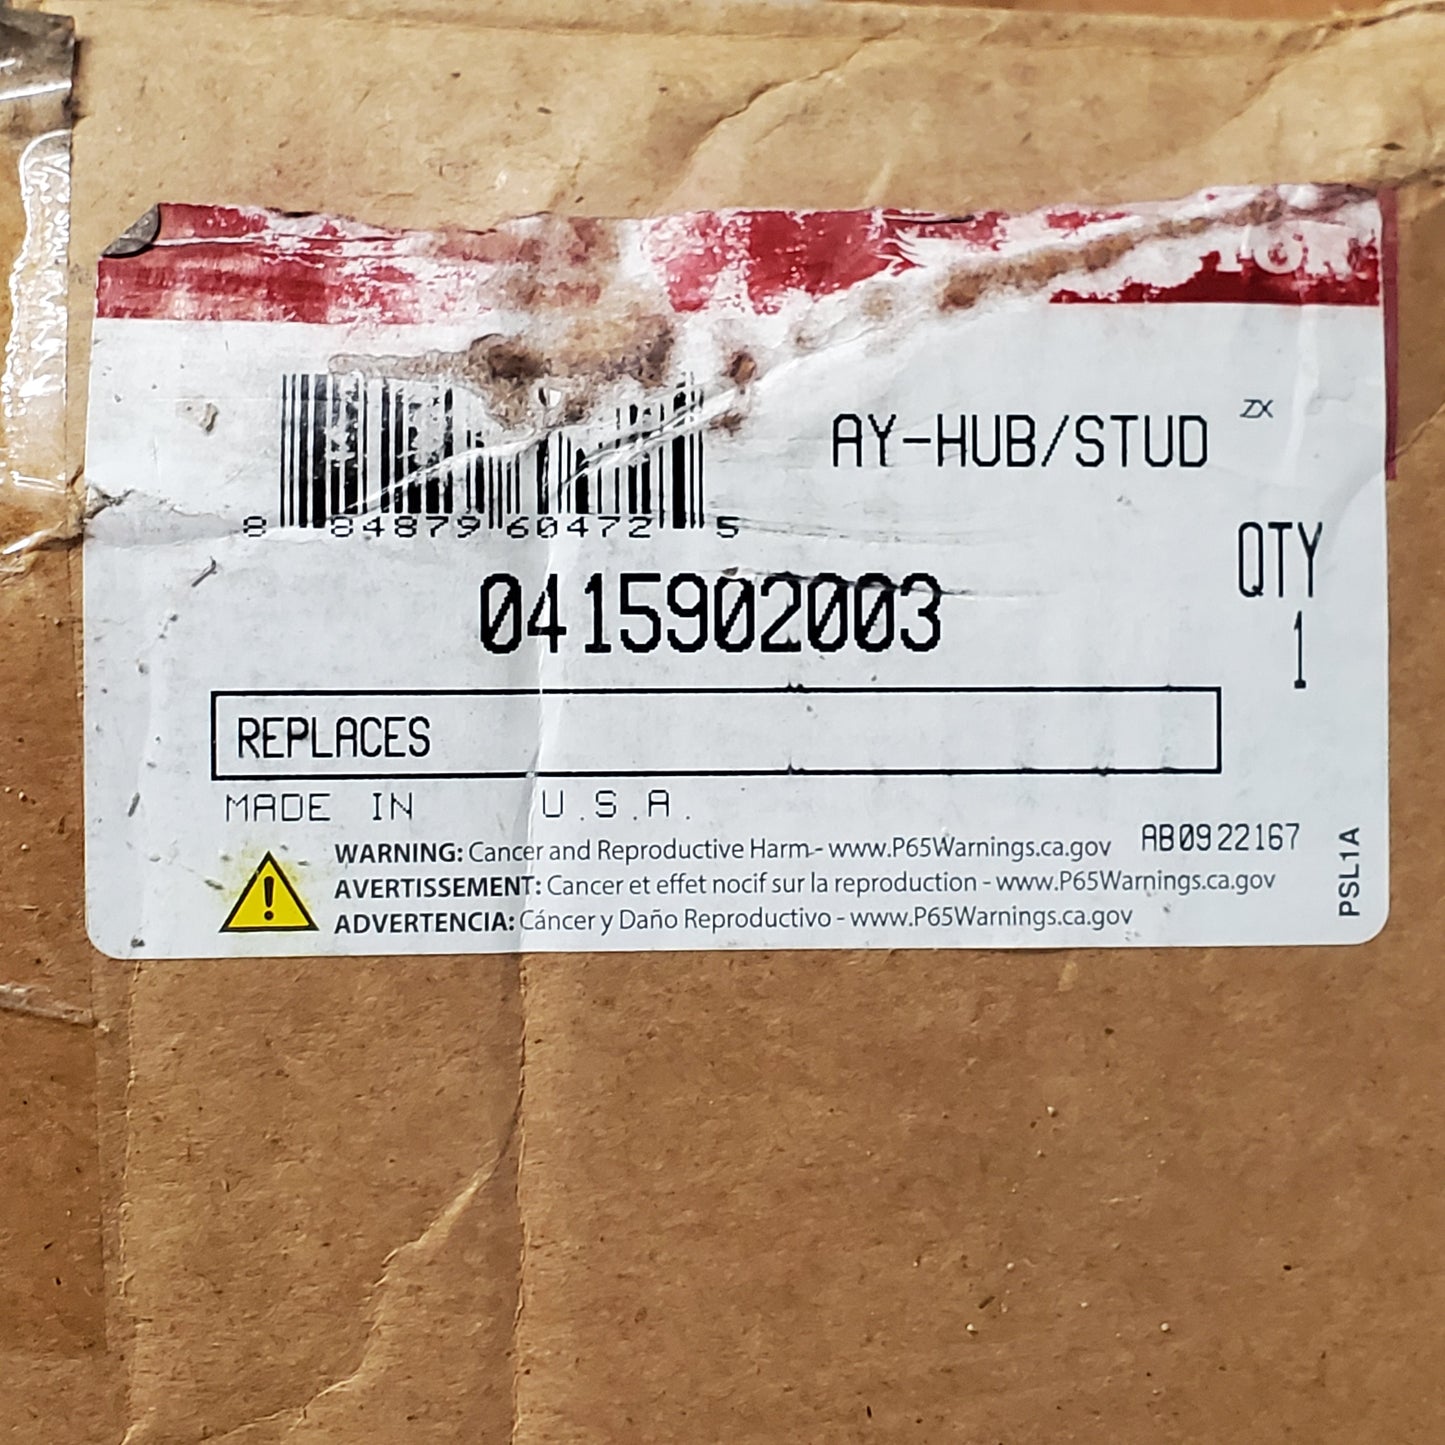 AY-HUB/STUD
ZX
8 84879 60472 5
QTY
1
0415902003
REPLACES
MADE IN U.S.A.
AB0922167
PSL1A
WARNING: Cancer and Reproductive Harm - www.P65Warnings.ca.gov
AVERTISSEMENT: Cancer et effet nocif sur la reproduction - www.P65Warnings.ca.gov
ADVERTENCIA: Cáncer y Daño Reproductivo - www.P65Warnings.ca.gov